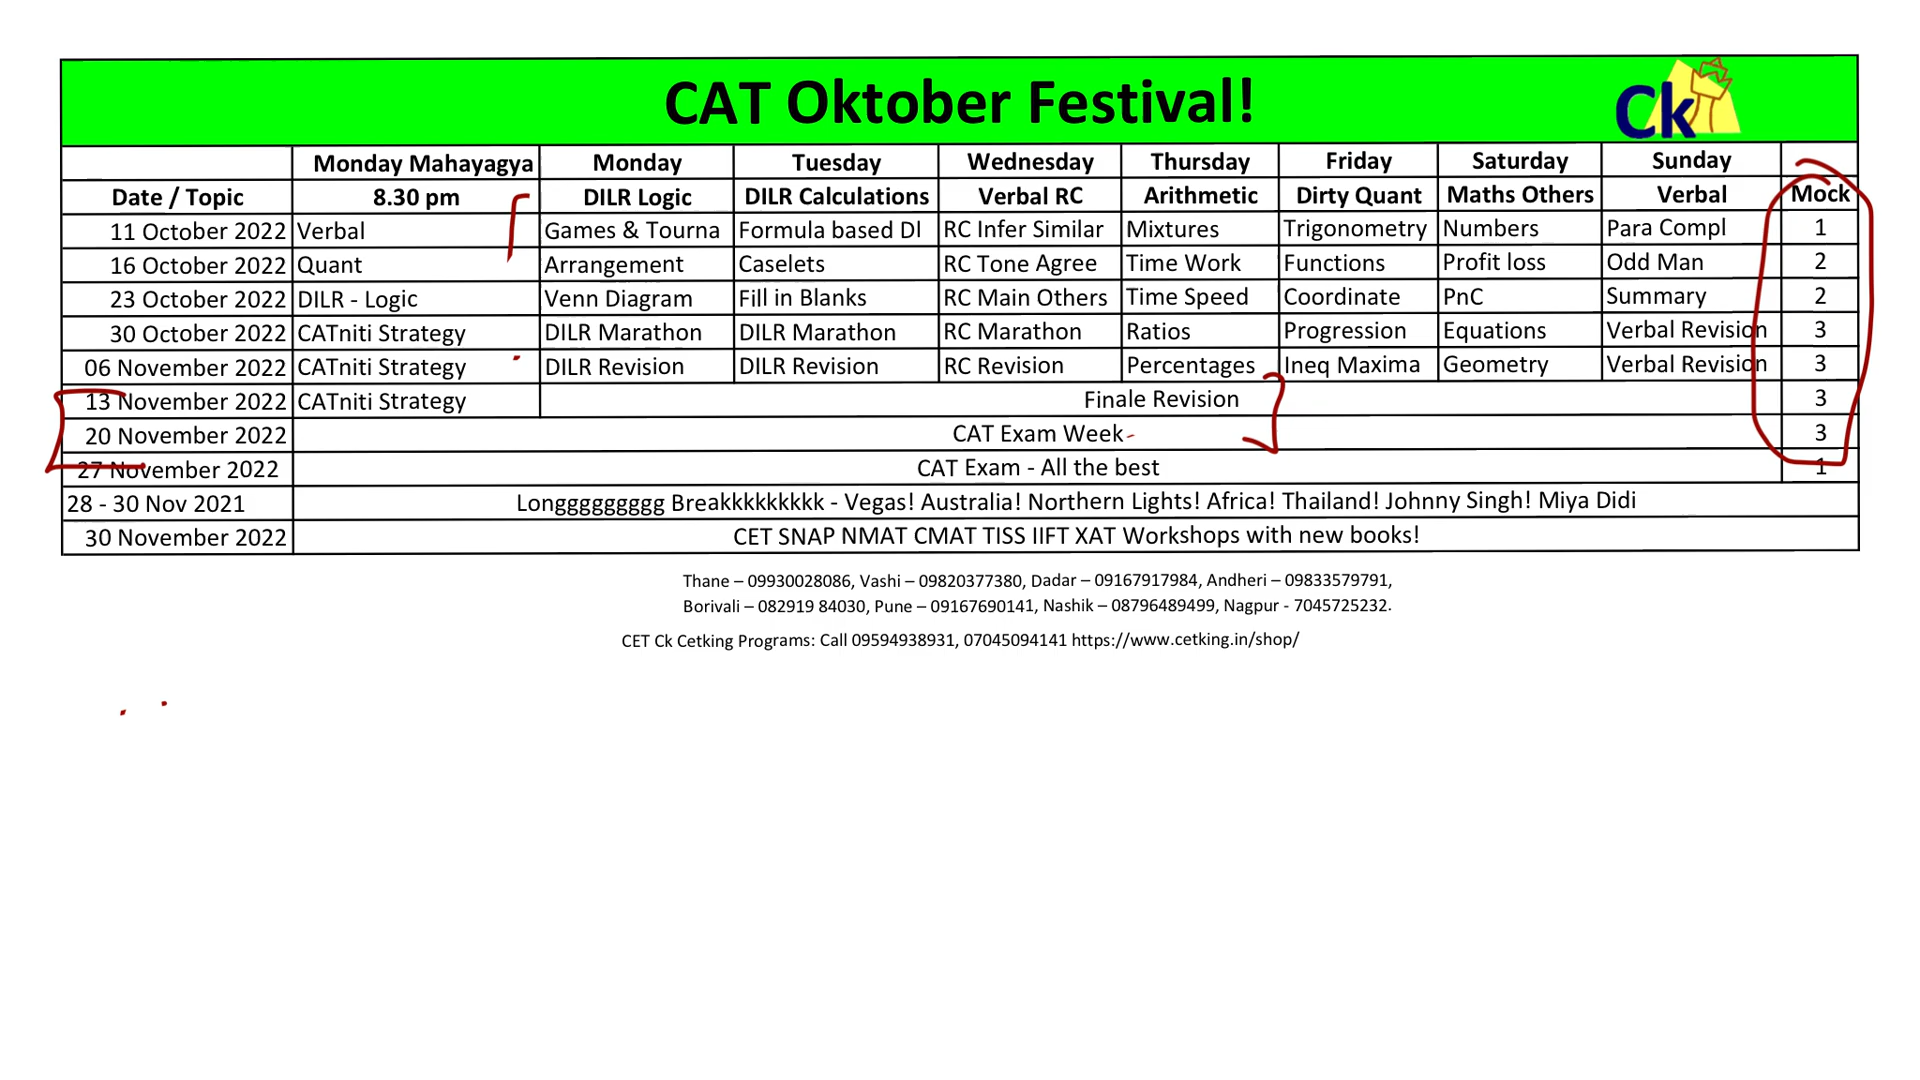 CAT Oktober Festival!
Ck
Monday Mahayagya Monday Tuesday Wednesday Thursday Friday Saturday Sunday
Date / Topic 8.30 pm DILR Logic DILR Calculations Verbal RC Arithmetic Dirty Quant Maths Others Verbal Mock
11 October 2022 Verbal Games & Tourna Formula based DI RC Infer Similar Mixtures Trigonometry Numbers Para Compl 1
16 October 2022 Quant Arrangement Caselets RC Tone Agree Time Work Functions Profit loss Odd Man 2
23 October 2022 DILR - Logic Venn Diagram Fill in Blanks RC Main Others Time Speed Coordinate PnC Summary 2
30 October 2022 CATniti Strategy DILR Marathon DILR Marathon RC Marathon Ratios Progression Equations Verbal Revision 3
06 November 2022 CATniti Strategy DILR Revision DILR Revision RC Revision Percentages Ineq Maxima Geometry Verbal Revision 3
13 November 2022 CATniti Strategy Finale Revision 3
20 November 2022 CAT Exam Week 3
27 November 2022 CAT Exam - All the best 1
28 - 30 Nov 2021 Longggggggggg Breakkkkkkkkk - Vegas! Australia! Northern Lights! Africa! Thailand! Johnny Singh! Miya Didi
30 November 2022 CET SNAP NMAT CMAT TISS IIFT XAT Workshops with new books!
Thane – 09930028086, Vashi – 09820377380, Dadar – 09167917984, Andheri – 09833579791,
Borivali – 082919 84030, Pune – 09167690141, Nashik – 08796489499, Nagpur - 7045725232.
CET Ck Cetking Programs: Call 09594938931, 07045094141 https://www.cetking.in/shop/